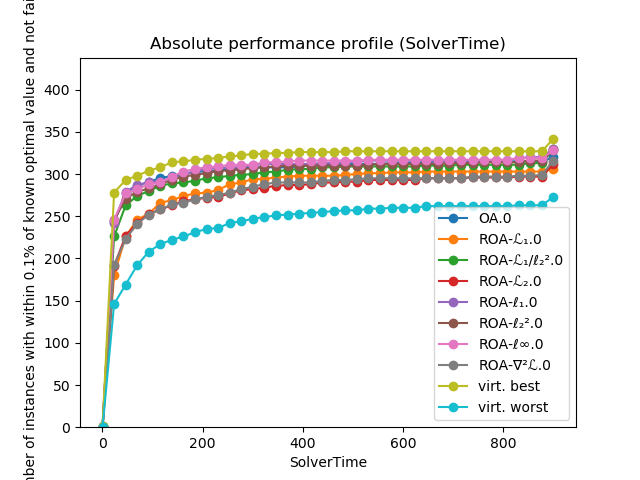 Absolute performance profile (SolverTime)
of instances with within 0.1% of known optimal value and not
400
350
300
250
200
150
100
50
0
0 200 400 600 800
SolverTime
OA.0
ROA-ℒ₁.0
ROA-ℒ₁/ℓ₂².0
ROA-ℒ₂.0
ROA-ℓ₁.0
ROA-ℓ₂².0
ROA-ℓ∞.0
ROA-∇²ℒ.0
virt. best
virt. worst